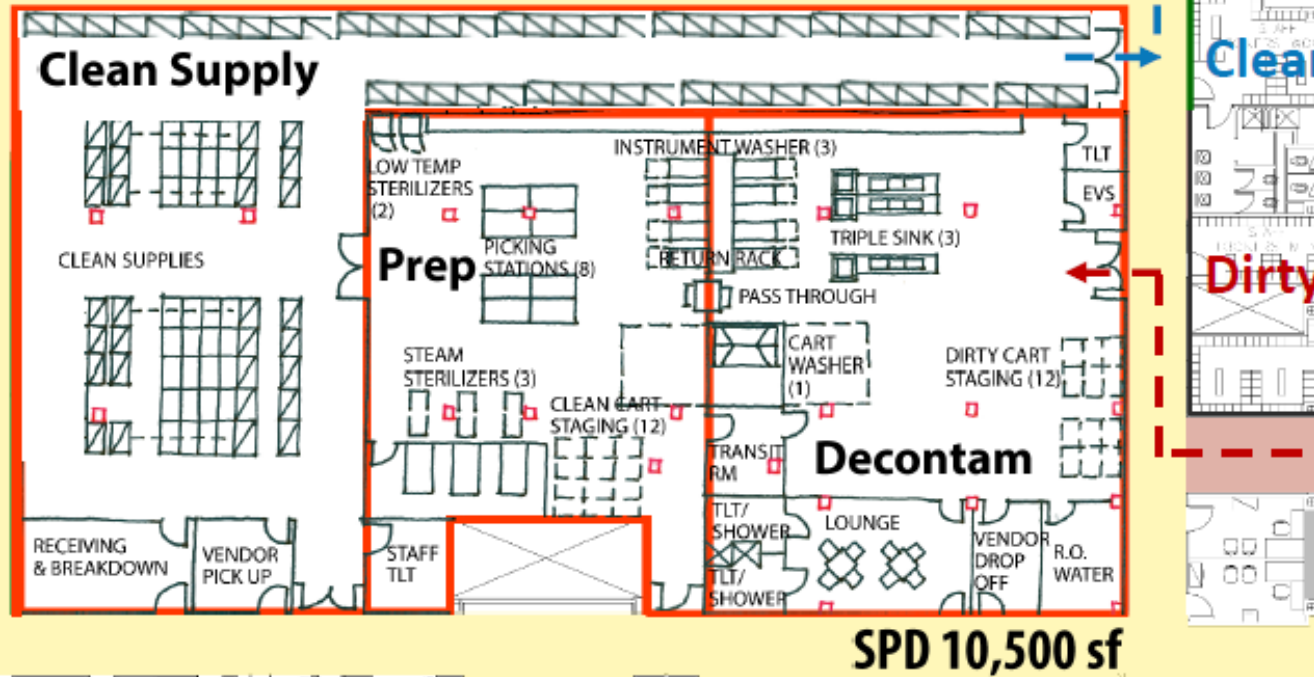 Clean Supply
Clean
INSTRUMENT WASHER (3)
LOW TEMP
STERILIZERS
(2)
TLT
EVS
TRIPLE SINK (3)
CLEAN SUPPLIES
Prep
PICKING
STATIONS (8)
RETURN RACK
PASS THROUGH
Dirty
CART
WASHER
(1)
DIRTY CART
STAGING (12)
STEAM
STERILIZERS (3)
CLEAN CART
STAGING (12)
TRANSIT
RM
Decontam
RECEIVING
& BREAKDOWN
VENDOR
PICK UP
STAFF
TLT
TLT/
SHOWER
TLT/
SHOWER
LOUNGE
VENDOR
DROP
OFF
R.O.
WATER
SPD 10,500 sf